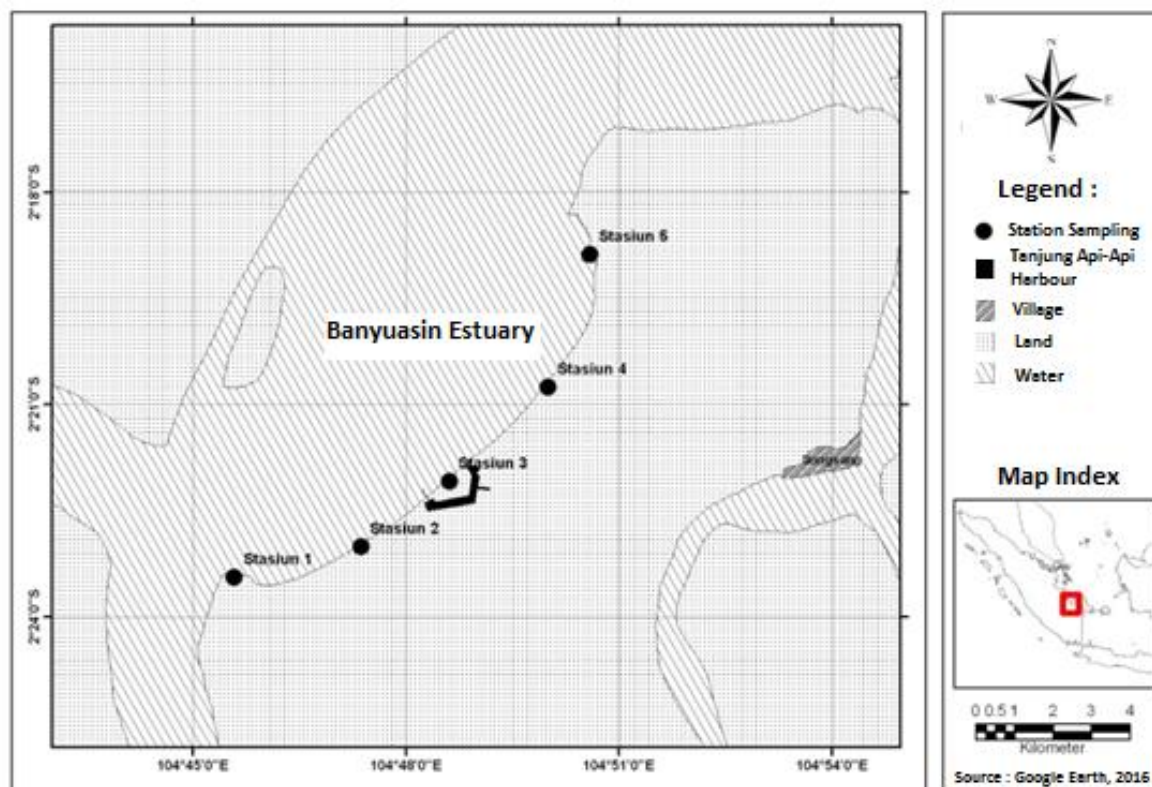 2°18'0"S
2°21'0"S
2°24'0"S
Stasiun 5
Banyuasin Estuary
Stasiun 4
Stasiun 3
Stasiun 2
Stasiun 1
104°45'0"E
104°48'0"E
104°51'0"E
104°54'0"E
N
W E
S
Legend :
Station Sampling
Tanjung Api-Api
Harbour
Village
Land
Water
Map Index
0 0.5 1 2 3 4
Kilometer
Source : Google Earth, 2016